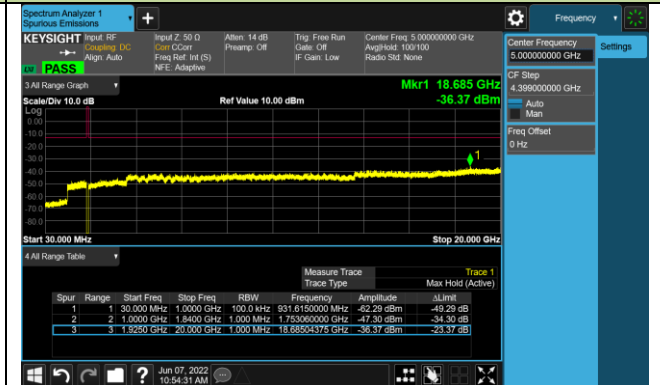 Spectrum Analyzer 1
Spurious Emissions
Frequency
KEYSIGHT
Input: RF
Coupling: DC
Align: Auto
Input Z: 50 Ω
Corr CCorr
Freq Ref: Int (S)
NFE: Adaptive
Atten: 14 dB
Preamp: Off
Trig: Free Run
Gate: Off
IF Gain: Low
Center Freq: 5.000000000 GHz
Avg|Hold: 100/100
Radio Std: None
PASS
3 All Range Graph
Mkr1 18.685 GHz
Scale/Div 10.0 dB
Ref Value 10.00 dBm
-36.37 dBm
Log
0.00
-10.0
-20.0
-30.0
-40.0
-50.0
-60.0
-70.0
-80.0
1
Start 30.000 MHz
Stop 20.000 GHz
4 All Range Table
Measure Trace Trace 1
Trace Type Max Hold (Active)
Spur Range Start Freq Stop Freq RBW Frequency Amplitude ΔLimit
1 1 30.000 MHz 1.0000 GHz 100.0 kHz 931.6150000 MHz -62.29 dBm -49.29 dB
2 2 1.0000 GHz 1.8400 GHz 1.000 MHz 1.753060000 GHz -47.30 dBm -34.30 dB
3 3 1.9250 GHz 20.000 GHz 1.000 MHz 18.68504375 GHz -36.37 dBm -23.37 dB
Jun 07, 2022
10:54:31 AM
Center Frequency
5.000000000 GHz
Settings
CF Step
4.399000000 GHz
Auto
Man
Freq Offset
0 Hz